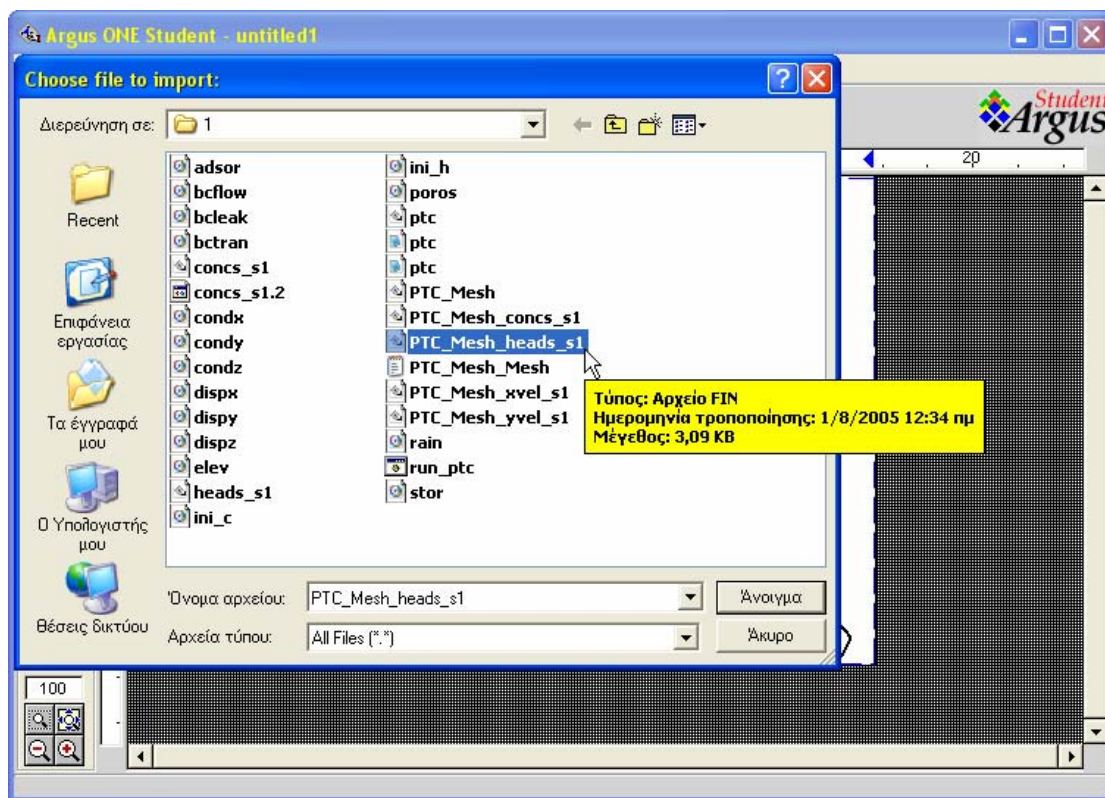 Argus ONE Student - untitled1
Choose file to import:
Διερεύνηση σε:
1
Student
Argus
20
Recent
Επιφάνεια
εργασίας
Τα έγγραφά
μου
Ο Υπολογιστής
μου
Θέσεις δικτύου
adsor
bcflow
bcleak
bctran
concs_s1
concs_s1.2
condx
condy
condz
dispx
dispy
dispz
elev
heads_s1
ini_c
ini_h
poros
ptc
ptc
ptc
PTC_Mesh
PTC_Mesh_concs_s1
PTC_Mesh_heads_s1
PTC_Mesh_Mesh
PTC_Mesh_xvel_s1
PTC_Mesh_yvel_s1
rain
run_ptc
stor
Τύπος: Αρχείο FIN
Ημερομηνία τροποποίησης: 1/8/2005 12:34 πμ
Μέγεθος: 3,09 KB
Όνομα αρχείου:
PTC_Mesh_heads_s1
Άνοιγμα
Αρχεία τύπου:
All Files (*.*)
Άκυρο
100